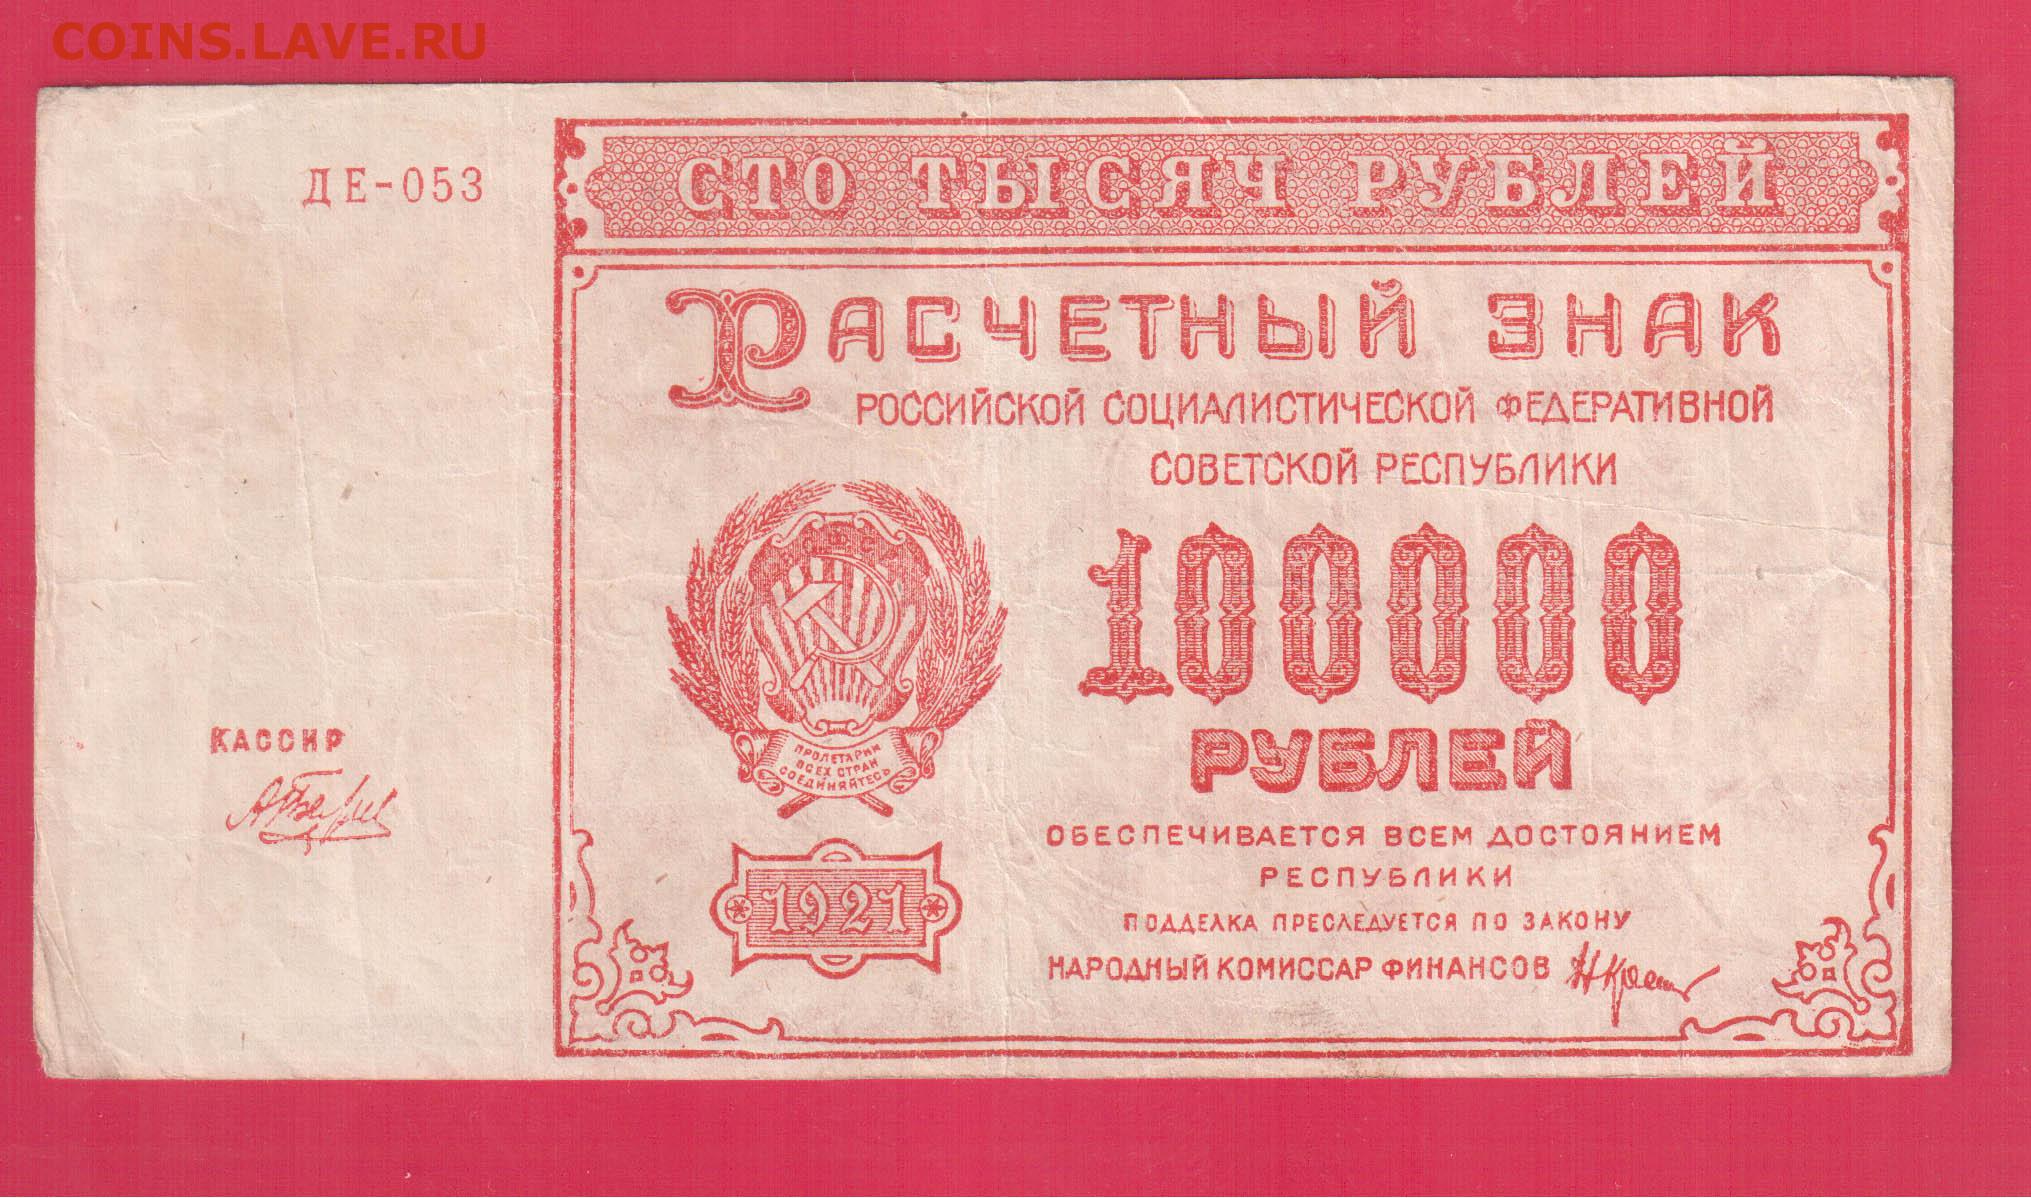 COINS.LAVE.RU
ДЕ-053
СТО ТЫСЯЧ РУБЛЕЙ
РАСЧЕТНЫЙ ЗНАК
РОССИЙСКОЙ СОЦИАЛИСТИЧЕСКОЙ ФЕДЕРАТИВНОЙ
СОВЕТСКОЙ РЕСПУБЛИКИ
100000
РУБЛЕЙ
ПРОЛЕТАРИИ
ВСЕХ СТРАН
СОЕДИНЯЙТЕСЬ
КАССИР
1921
ОБЕСПЕЧИВАЕТСЯ ВСЕМ ДОСТОЯНИЕМ
РЕСПУБЛИКИ
ПОДДЕЛКА ПРЕСЛЕДУЕТСЯ ПО ЗАКОНУ
НАРОДНЫЙ КОМИССАР ФИНАНСОВ